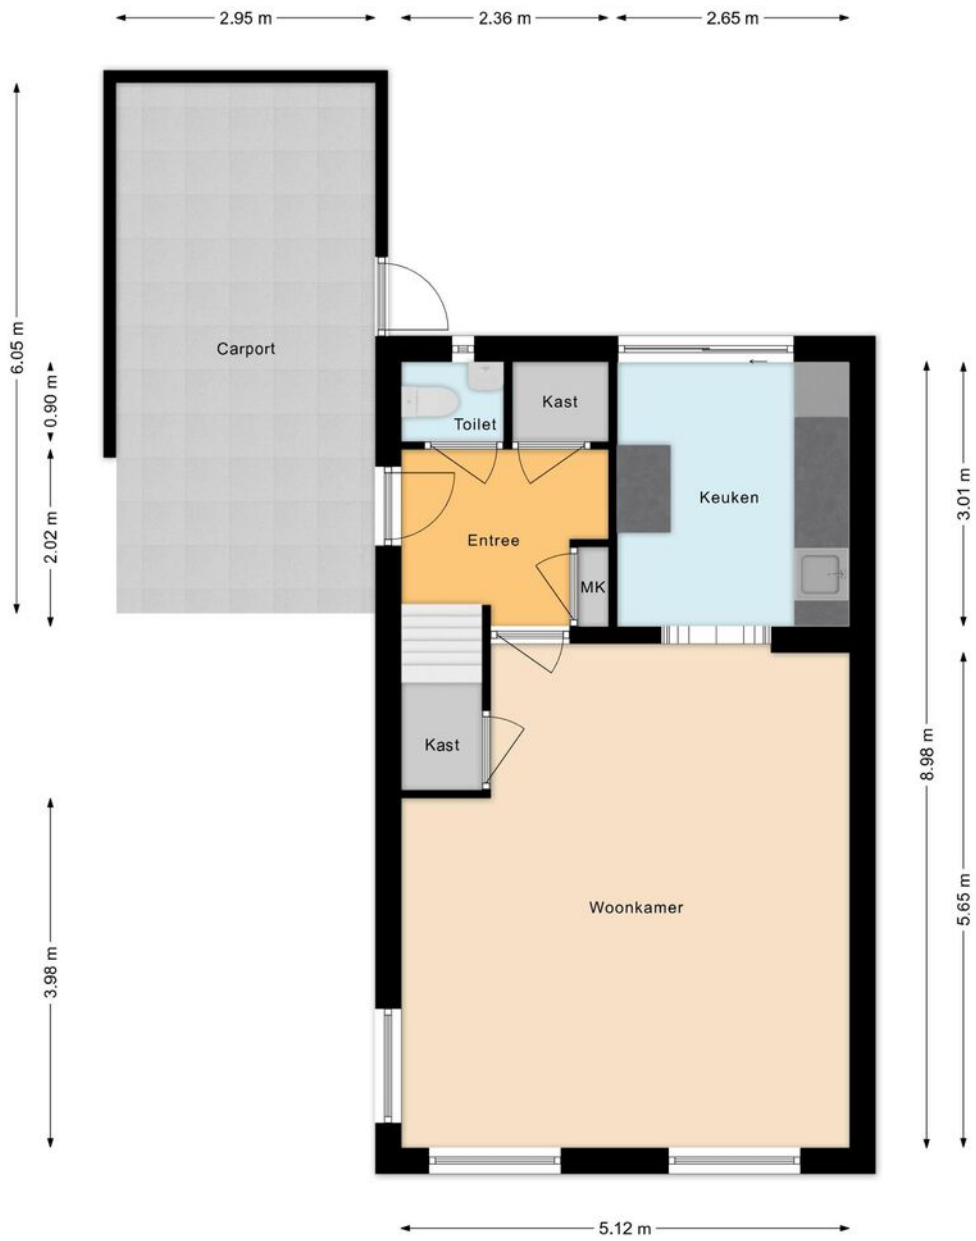 2.95 m
2.36 m
2.65 m
6.05 m
Carport
0.90 m
Toilet
Kast
Keuken
3.01 m
2.02 m
Entree
MK
Kast
8.98 m
Woonkamer
5.65 m
3.98 m
5.12 m